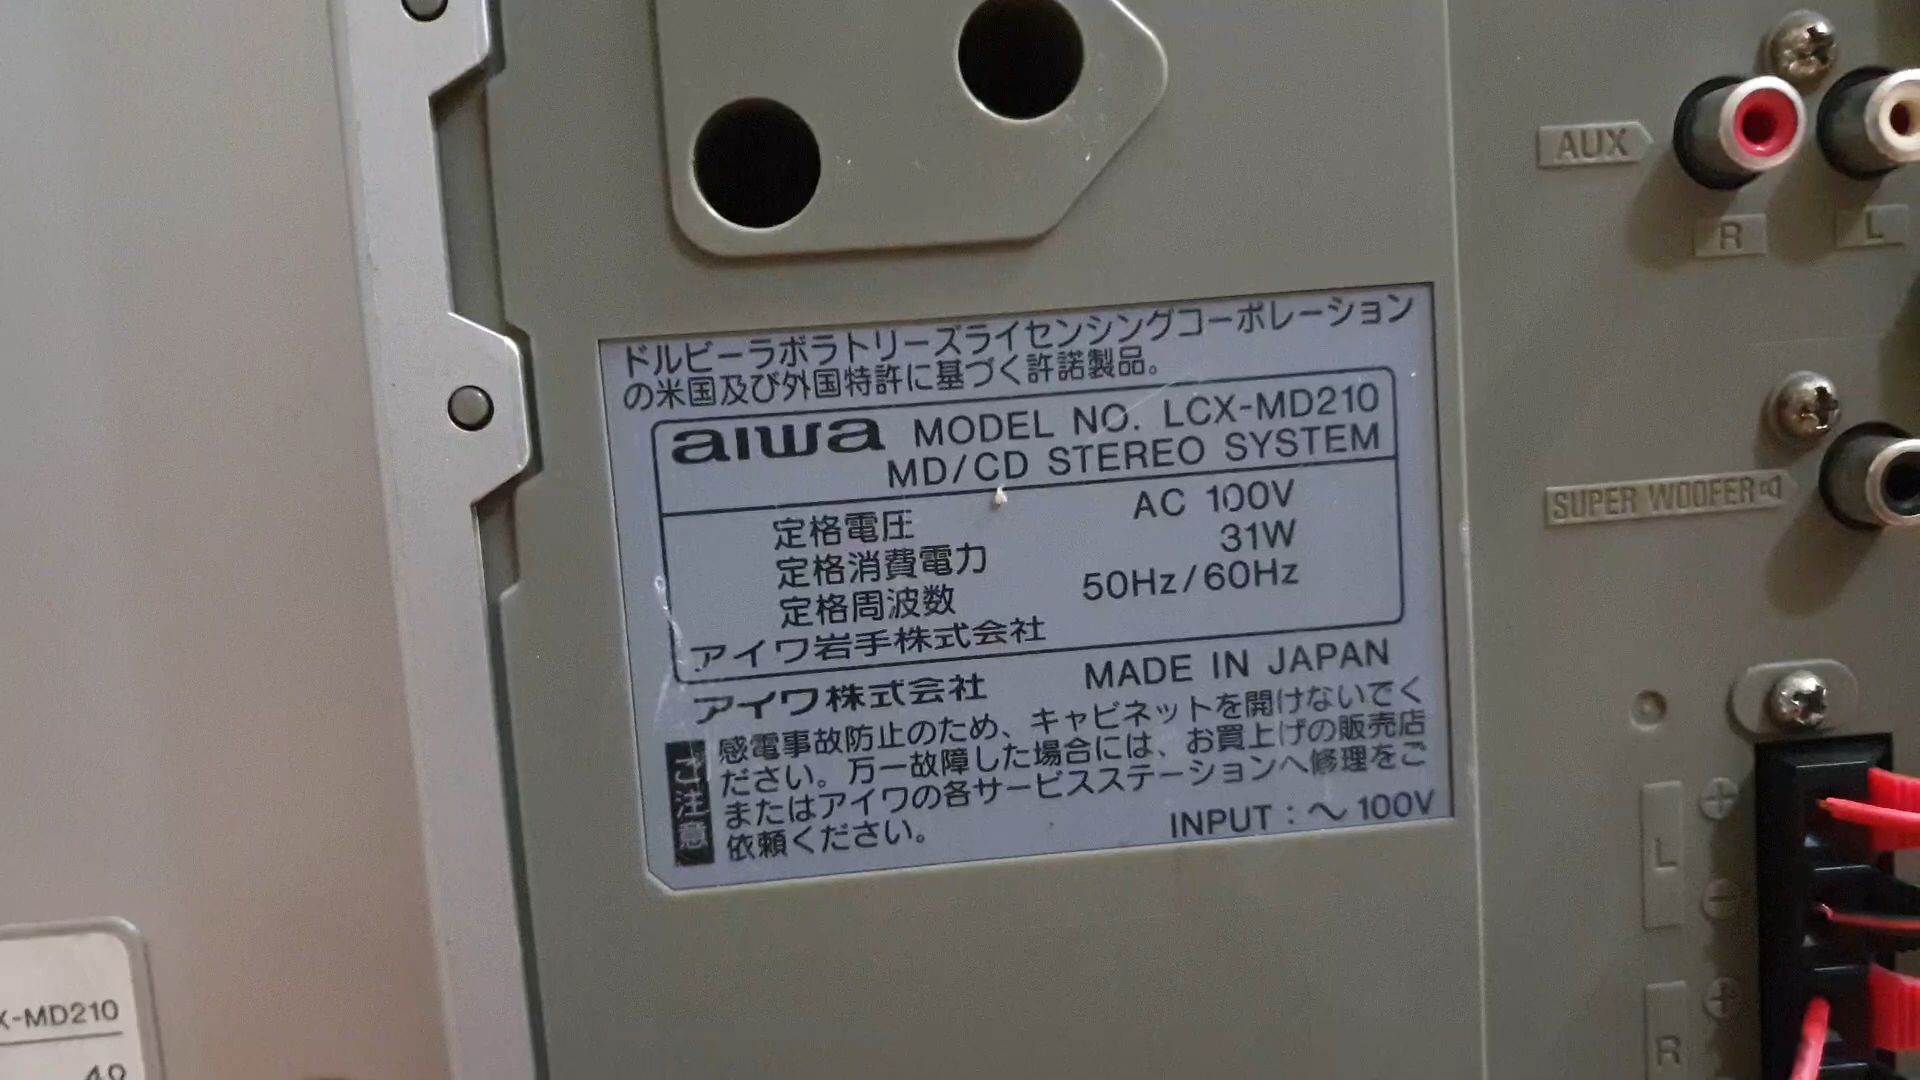 AUX
R
L
ドルビーラボラトリーズライセンシングコーポレーション
の米国及び外国特許に基づく許諾製品。
aiwa MODEL NO. LCX-MD210
MD/CD STEREO SYSTEM
定格電圧 AC 100V
定格消費電力 31W
定格周波数 50Hz/60Hz
アイワ岩手株式会社
アイワ株式会社 MADE IN JAPAN
ご注意
感電事故防止のため、キャビネットを開けないでく
ださい。万一故障した場合には、お買上げの販売店
またはアイワの各サービスステーションへ修理をご
依頼ください。
INPUT : ～ 100V
SUPER WOOFER
L
R
X-MD210